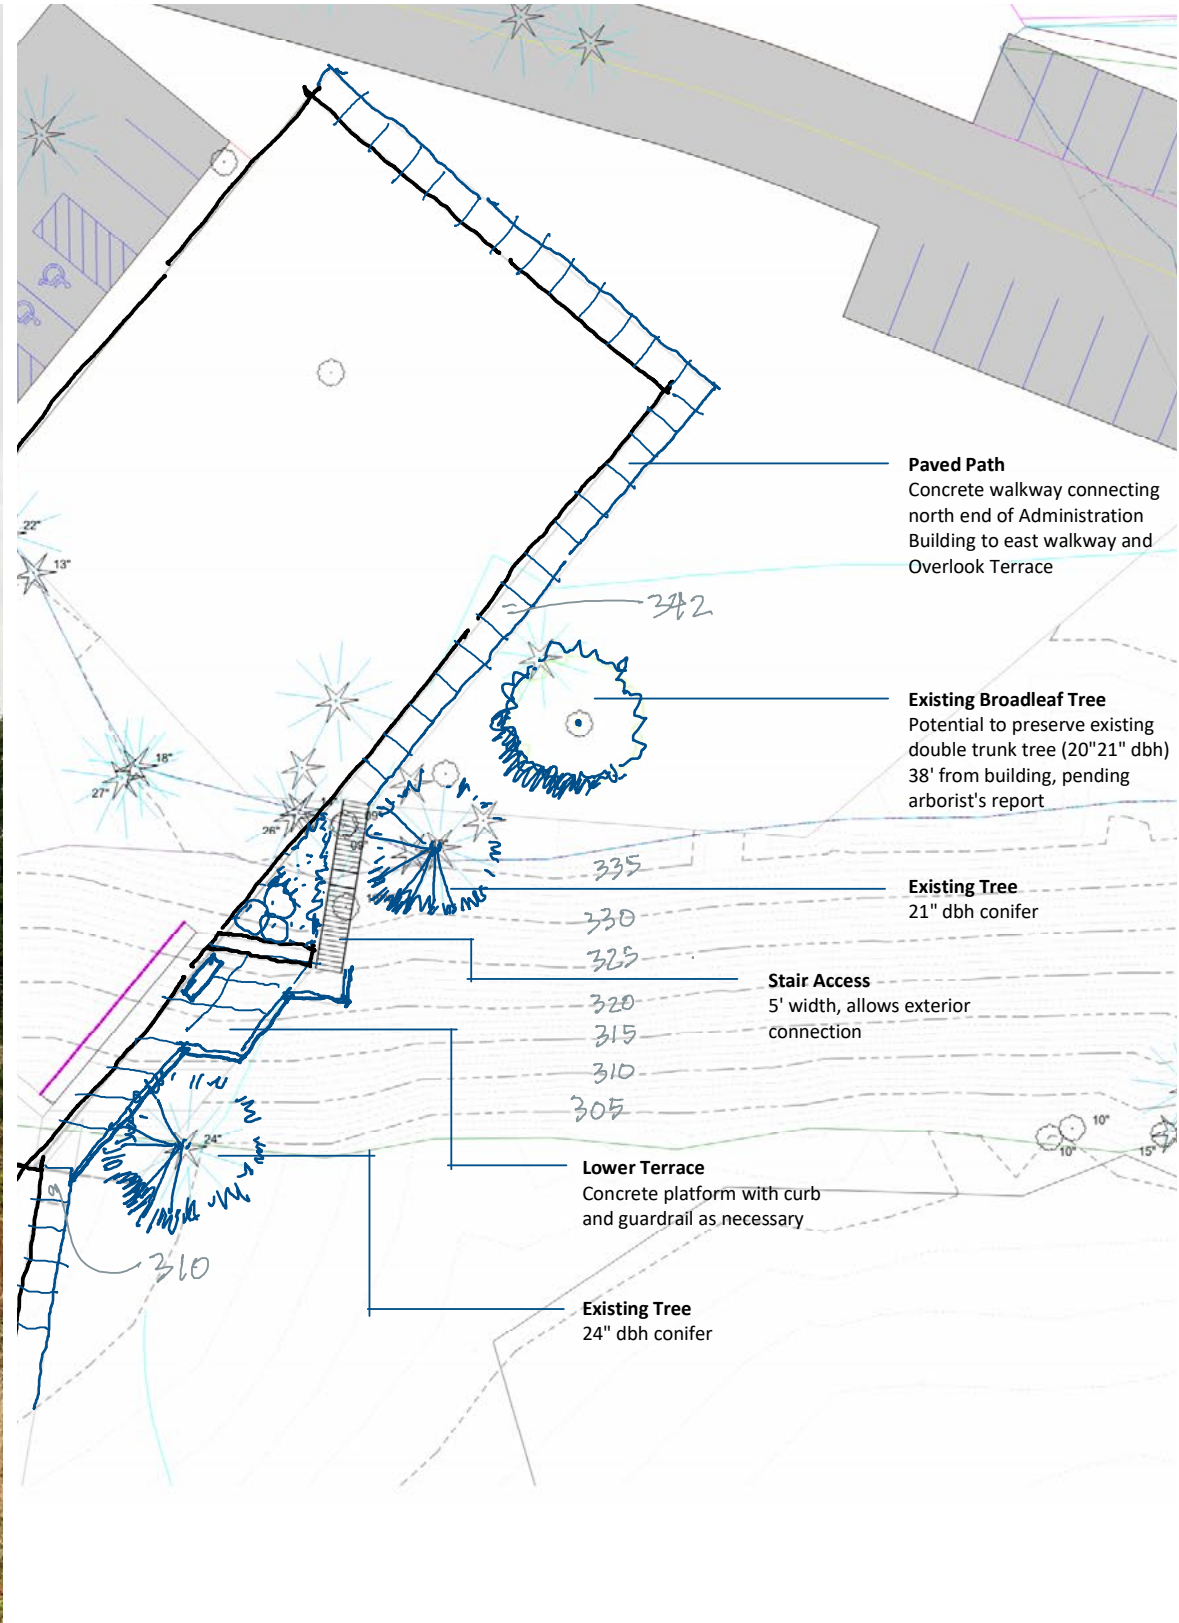 22"
13"
Paved Path
Concrete walkway connecting
north end of Administration
Building to east walkway and
Overlook Terrace
342
Existing Broadleaf Tree
Potential to preserve existing
double trunk tree (20"21" dbh)
38' from building, pending
arborist's report
18"
27"
26"
335
Existing Tree
21" dbh conifer
330
325
Stair Access
5' width, allows exterior
connection
320
315
310
305
10"
10"
15"
24"
Lower Terrace
Concrete platform with curb
and guardrail as necessary
310
Existing Tree
24" dbh conifer